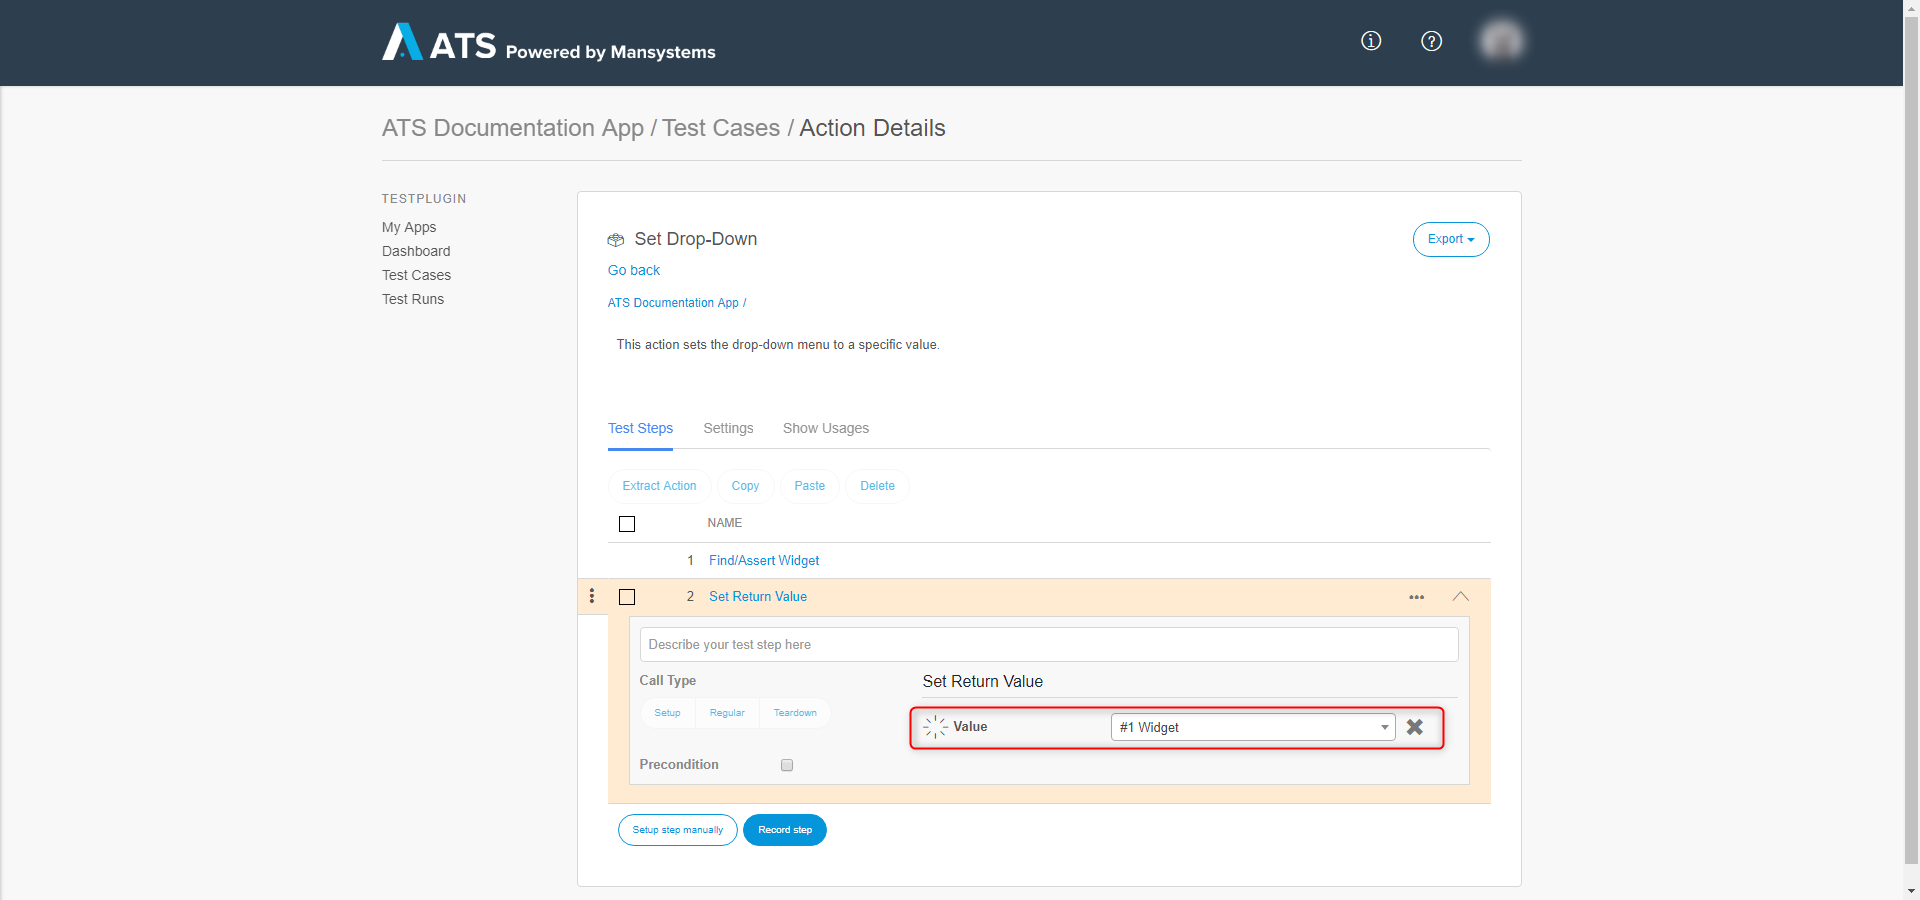 ATS Powered by Mansystems
ATS Documentation App / Test Cases / Action Details
TESTPLUGIN
My Apps
Dashboard
Test Cases
Test Runs
Set Drop-Down
Export
Go back
ATS Documentation App /
This action sets the drop-down menu to a specific value.
Test Steps Settings Show Usages
Extract Action Copy Paste Delete
NAME
1 Find/Assert Widget
2 Set Return Value
Describe your test step here
Call Type
Setup Regular Teardown
Precondition
Set Return Value
Value #1 Widget
Setup step manually Record step